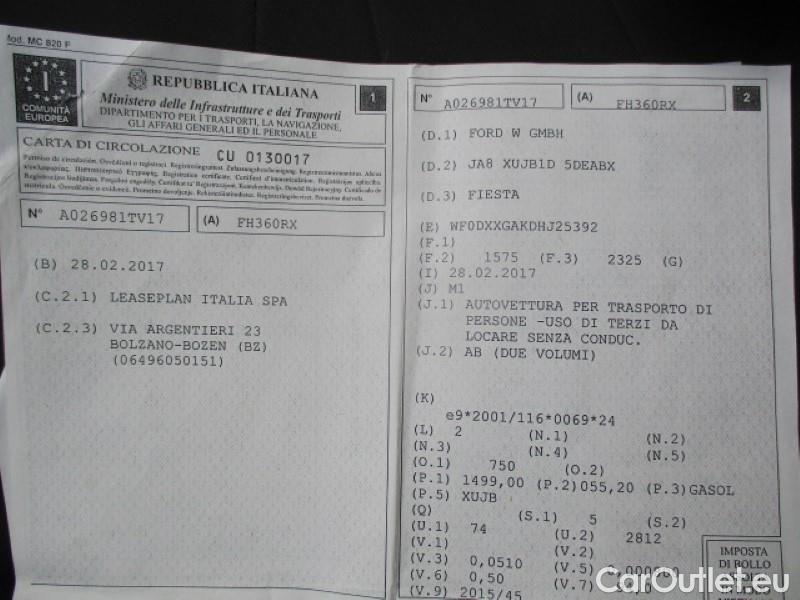 Mod. MC 820 F
I
COMUNITÀ
EUROPEA
REPUBBLICA ITALIANA
Ministero delle Infrastrutture e dei Trasporti
DIPARTIMENTO PER I TRASPORTI, LA NAVIGAZIONE,
GLI AFFARI GENERALI ED IL PERSONALE
1
CARTA DI CIRCOLAZIONE CU 0130017
N° A026981TV17 (A) FH360RX
(B) 28.02.2017
(C.2.1) LEASEPLAN ITALIA SPA
(C.2.3) VIA ARGENTIERI 23
BOLZANO-BOZEN (BZ)
(06496050151)
N° A026981TV17 (A) FH360RX 2
(D.1) FORD W GMBH
(D.2) JA8 XUJB1D 5DEABX
(D.3) FIESTA
(E) WF0DXXGAKDHJ25392
(F.1)
(F.2) 1575 (F.3) 2325 (G)
(I) 28.02.2017
(J) M1
(J.1) AUTOVETTURA PER TRASPORTO DI
PERSONE -USO DI TERZI DA
LOCARE SENZA CONDUC.
(J.2) AB (DUE VOLUMI)
(K)
e9*2001/116*0069*24
(L) 2 (N.1) (N.2)
(N.3) (N.4) (N.5)
(O.1) 750 (O.2)
(P.1) 1499,00 (P.2)055,20 (P.3)GASOL
(P.5) XUJB
(Q) (S.1) 5 (S.2)
(U.1) 74 (U.2) 2812
(V.1) (V.2)
(V.3) 0,0510 (V.5) 0,000
(V.6) 0,50 (V.7)
(V.9) 2015/45
IMPOSTA
DI BOLLO
CarOutlet.eu